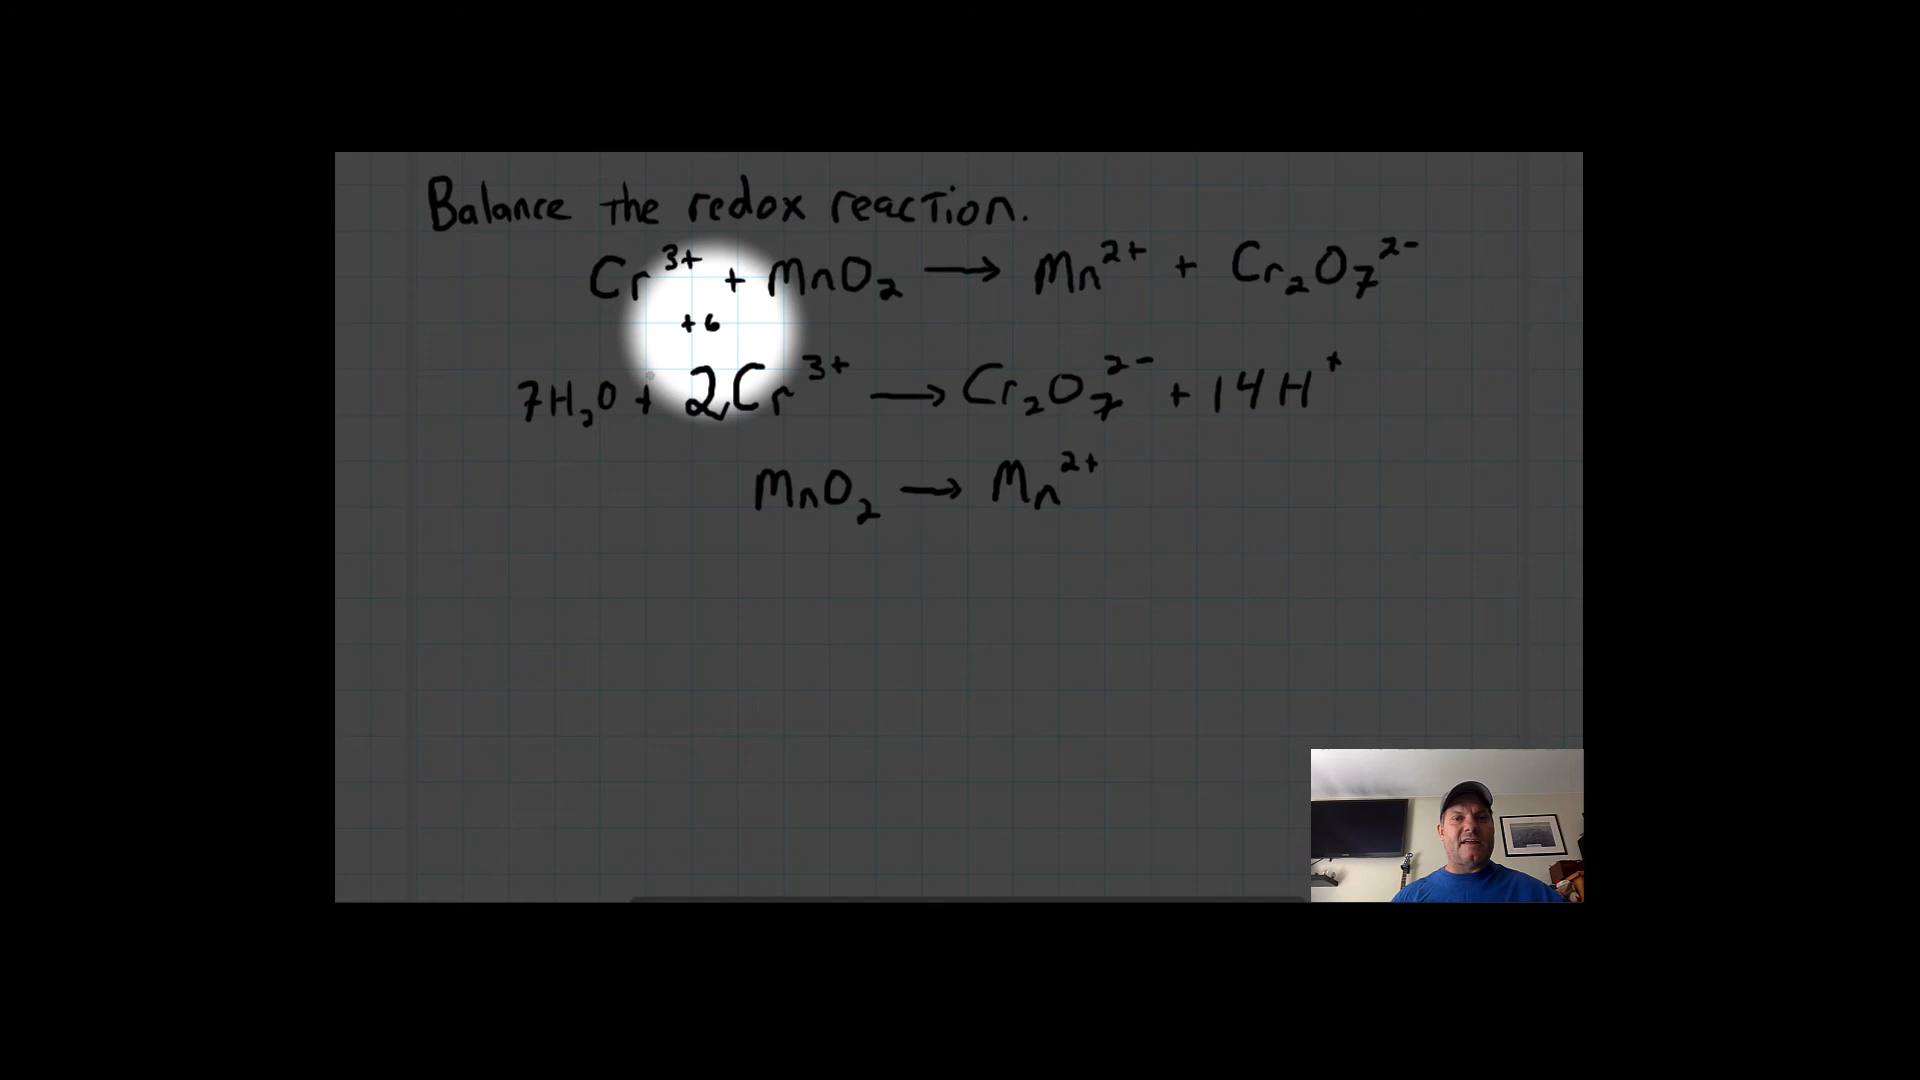 Balance the redox reaction.
Cr³⁺ + MnO₂ → Mn²⁺ + Cr₂O₇²⁻
+6
7H₂O + 2Cr³⁺ → Cr₂O₇²⁻ + 14H⁺
MnO₂ → Mn²⁺